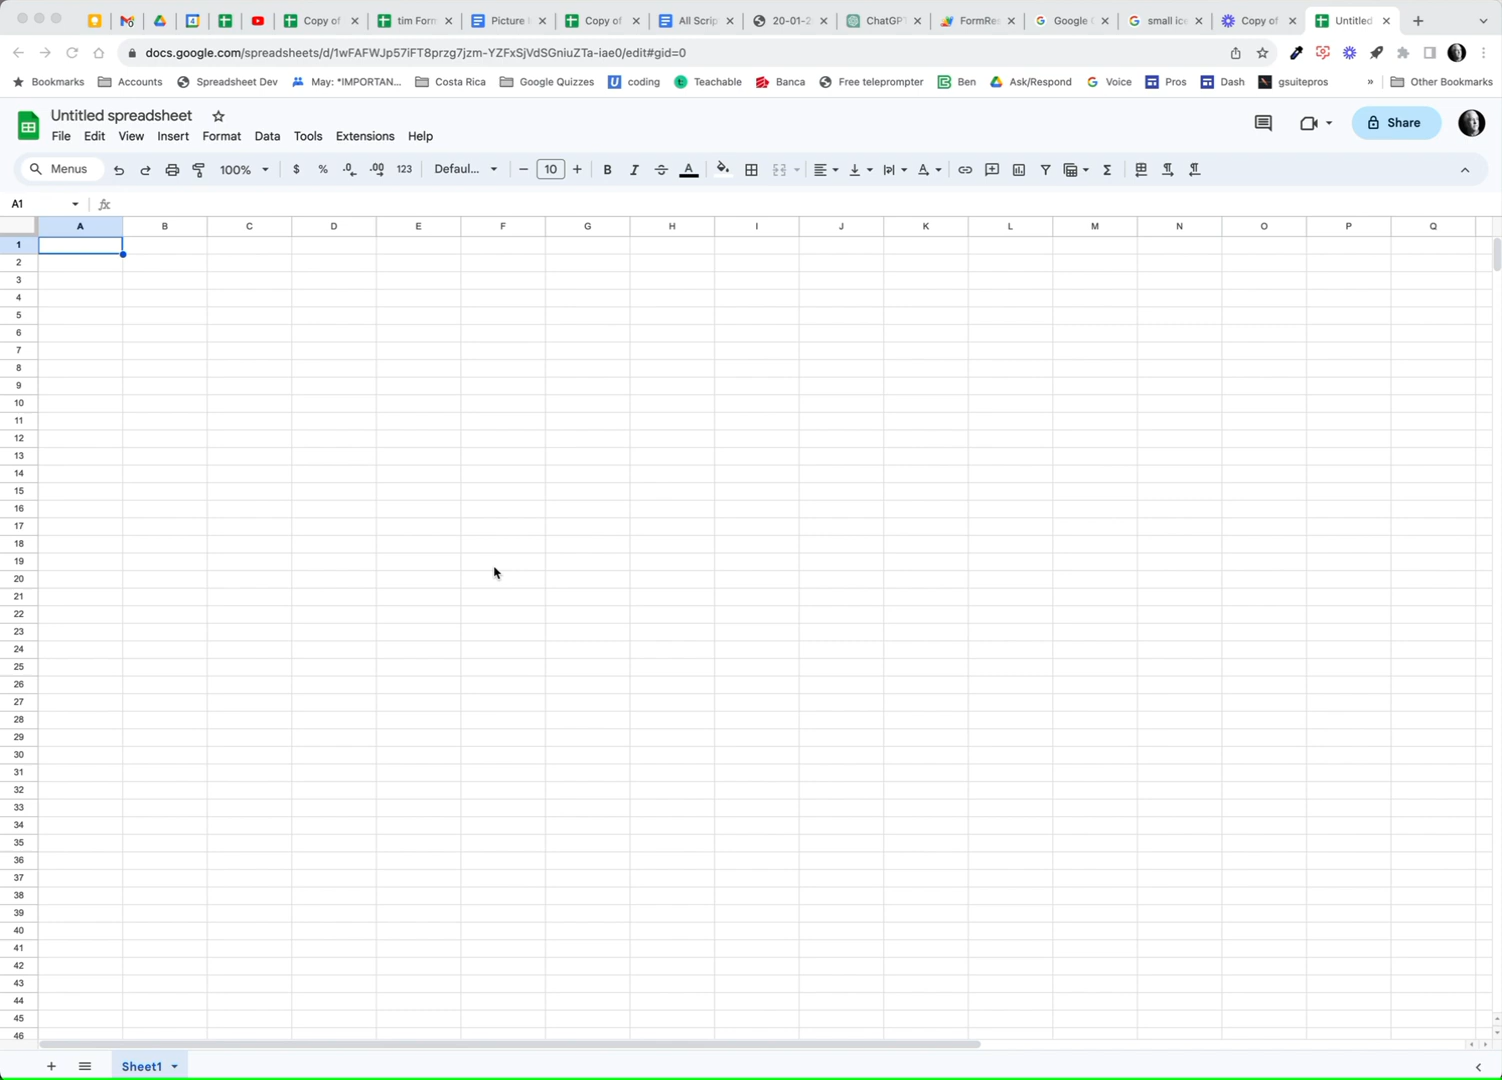 Copy of
tim Form
Picture
Copy of
All Scrip
20-01-2
ChatGPT
FormRes
Google
small ice
Copy of
Untitled
docs.google.com/spreadsheets/d/1wFAFWJp57iFT8przg7jzm-YZFxSjVdSGniuZTa-iae0/edit#gid=0
Bookmarks Accounts Spreadsheet Dev May: *IMPORTAN... Costa Rica Google Quizzes coding Teachable Banca Free teleprompter Ben Ask/Respond Voice Pros Dash gsuitepros » Other Bookmarks
Untitled spreadsheet
File Edit View Insert Format Data Tools Extensions Help
Share
Menus 100% $ % .0 .00 123 Defaul... − 10 + B I S A Σ
A1 fx
A B C D E F G H I J K L M N O P Q
1
2
3
4
5
6
7
8
9
10
11
12
13
14
15
16
17
18
19
20
21
22
23
24
25
26
27
28
29
30
31
32
33
34
35
36
37
38
39
40
41
42
43
44
45
46
Sheet1